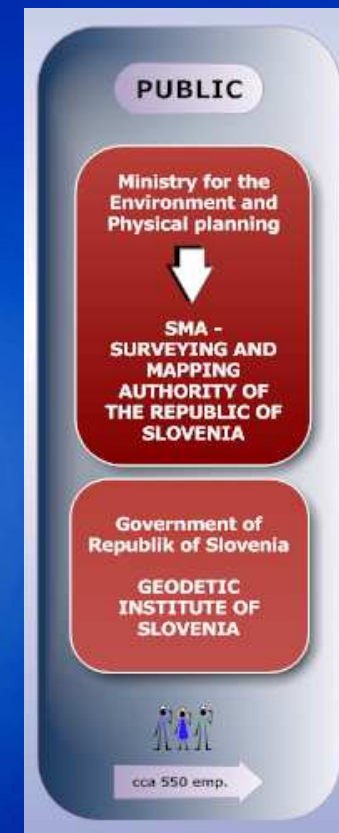 PUBLIC
Ministry for the
Environment and
Physical planning
SMA -
SURVEYING AND
MAPPING
AUTHORITY OF
THE REPUBLIC OF
SLOVENIA
Government of
Republik of Slovenia
GEODETIC
INSTITUTE OF
SLOVENIA
cca 550 emp.